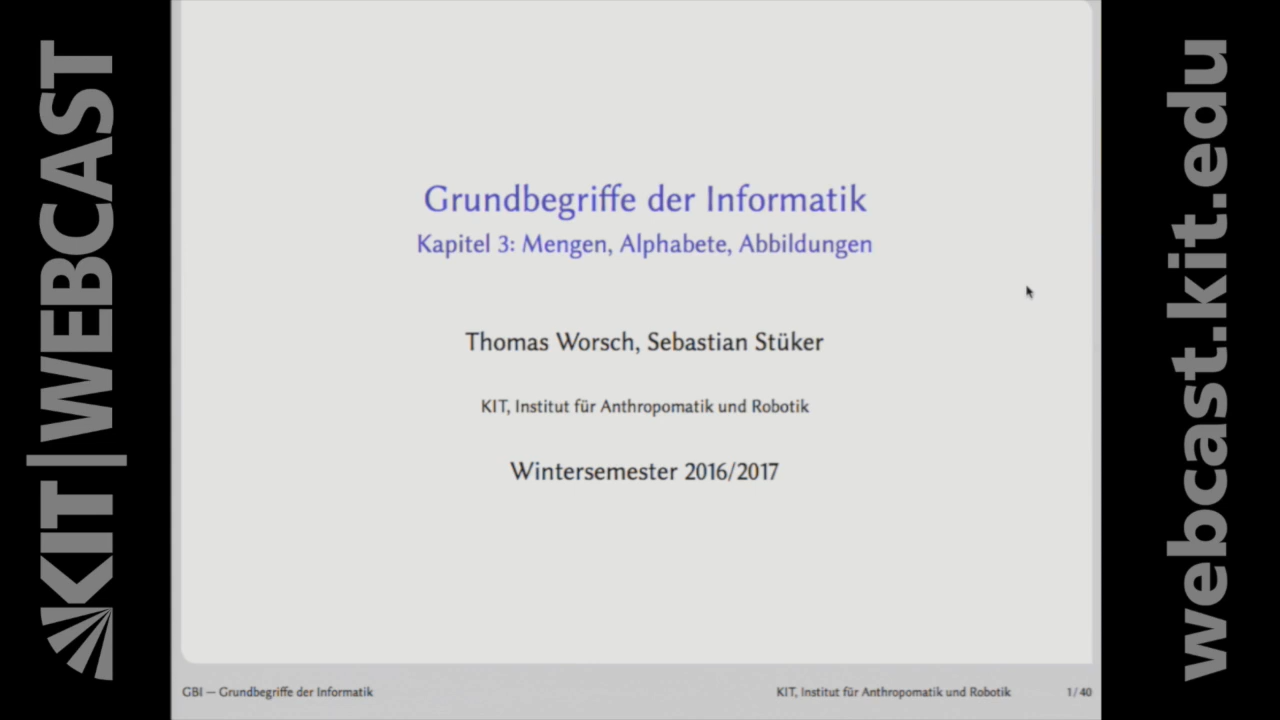 KIT|WEBCAST
Grundbegriffe der Informatik
Kapitel 3: Mengen, Alphabete, Abbildungen
Thomas Worsch, Sebastian Stüker
KIT, Institut für Anthropomatik und Robotik
Wintersemester 2016/2017
GBI — Grundbegriffe der Informatik
KIT, Institut für Anthropomatik und Robotik
1/40
webcast.kit.edu